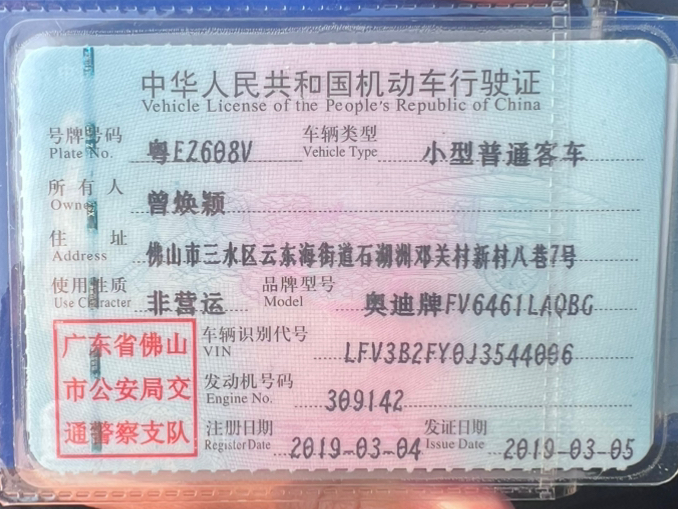 中华人民共和国机动车行驶证
Vehicle License of the People's Republic of China
号牌号码 粤EZ608V 车辆类型 小型普通客车
Plate No. Vehicle Type
所有人 曾焕颖
Owner
住址 佛山市三水区云东海街道石湖洲邓关村新村八巷7号
Address
使用性质 非营运 品牌型号 奥迪牌FV6461LAQBG
Use Character Model
广东省佛山
市公安局交
通警察支队
车辆识别代号 LFV3B2FY0J3544096
VIN
发动机号码 309142
Engine No.
注册日期 2019-03-04 发证日期 2019-03-05
Register Date Issue Date